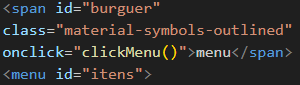 <span id="burguer"
class="material-symbols-outlined"
onclick="clickMenu()">menu</span>
<menu id="itens">